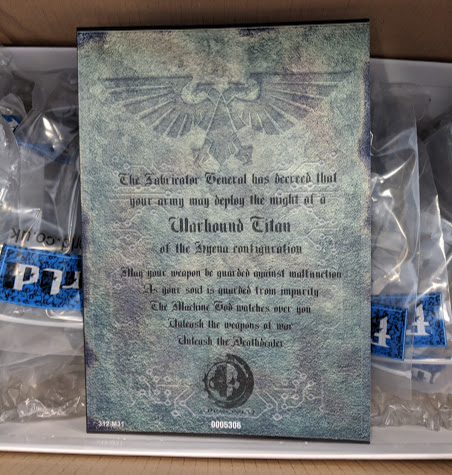 The Fabricator General has decreed that
your army may deploy the might of a
Warhound Titan
of the Hyena configuration
May your weapon be guarded against malfunction
As your soul is guarded from impurity
The Machine God watches over you
Unleash the weapons of war
Unleash the Deathdealer
0005306